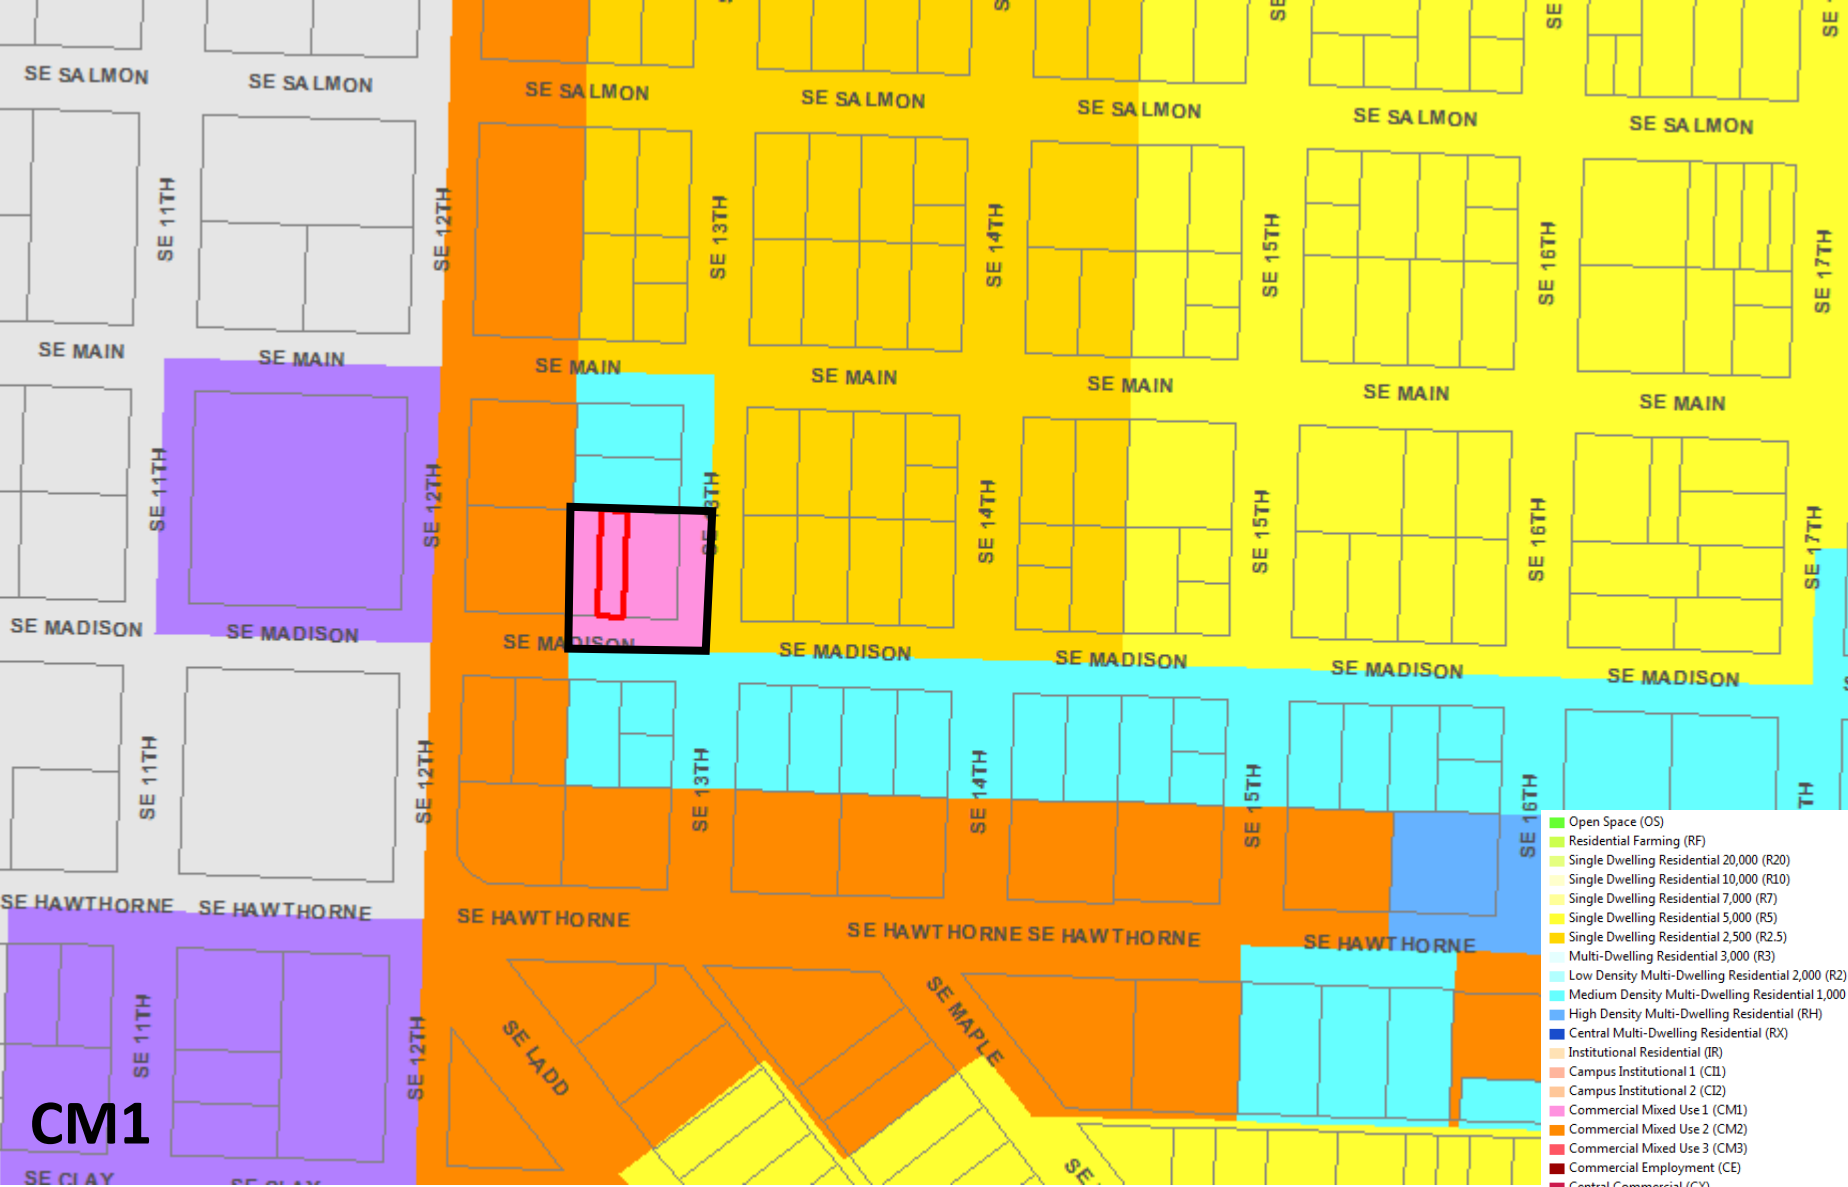 SE SALMON
SE SALMON
SE SALMON
SE SALMON
SE SALMON
SE SALMON
SE SALMON
SE 11TH
SE 12TH
SE 13TH
SE 14TH
SE 15TH
SE 16TH
SE 17TH
SE MAIN
SE MAIN
SE MAIN
SE MAIN
SE MAIN
SE MAIN
SE MAIN
SE 11TH
SE 12TH
SE 14TH
SE 15TH
SE 16TH
SE 17TH
SE MADISON
SE MADISON
SE MADISON
SE MADISON
SE MADISON
SE MADISON
SE MADISON
SE 11TH
SE 12TH
SE 13TH
SE 14TH
SE 15TH
SE 16TH
TH
SE HAWTHORNE
SE HAWTHORNE
SE HAWTHORNE
SE HAWTHORNE SE HAWTHORNE
SE HAWTHORNE
SE 11TH
SE 12TH
SE LADD
SE MAPLE
SE
CM1
SE CLAY
Open Space (OS)
Residential Farming (RF)
Single Dwelling Residential 20,000 (R20)
Single Dwelling Residential 10,000 (R10)
Single Dwelling Residential 7,000 (R7)
Single Dwelling Residential 5,000 (R5)
Single Dwelling Residential 2,500 (R2.5)
Multi-Dwelling Residential 3,000 (R3)
Low Density Multi-Dwelling Residential 2,000 (R2)
Medium Density Multi-Dwelling Residential 1,000
High Density Multi-Dwelling Residential (RH)
Central Multi-Dwelling Residential (RX)
Institutional Residential (IR)
Campus Institutional 1 (CI1)
Campus Institutional 2 (CI2)
Commercial Mixed Use 1 (CM1)
Commercial Mixed Use 2 (CM2)
Commercial Mixed Use 3 (CM3)
Commercial Employment (CE)